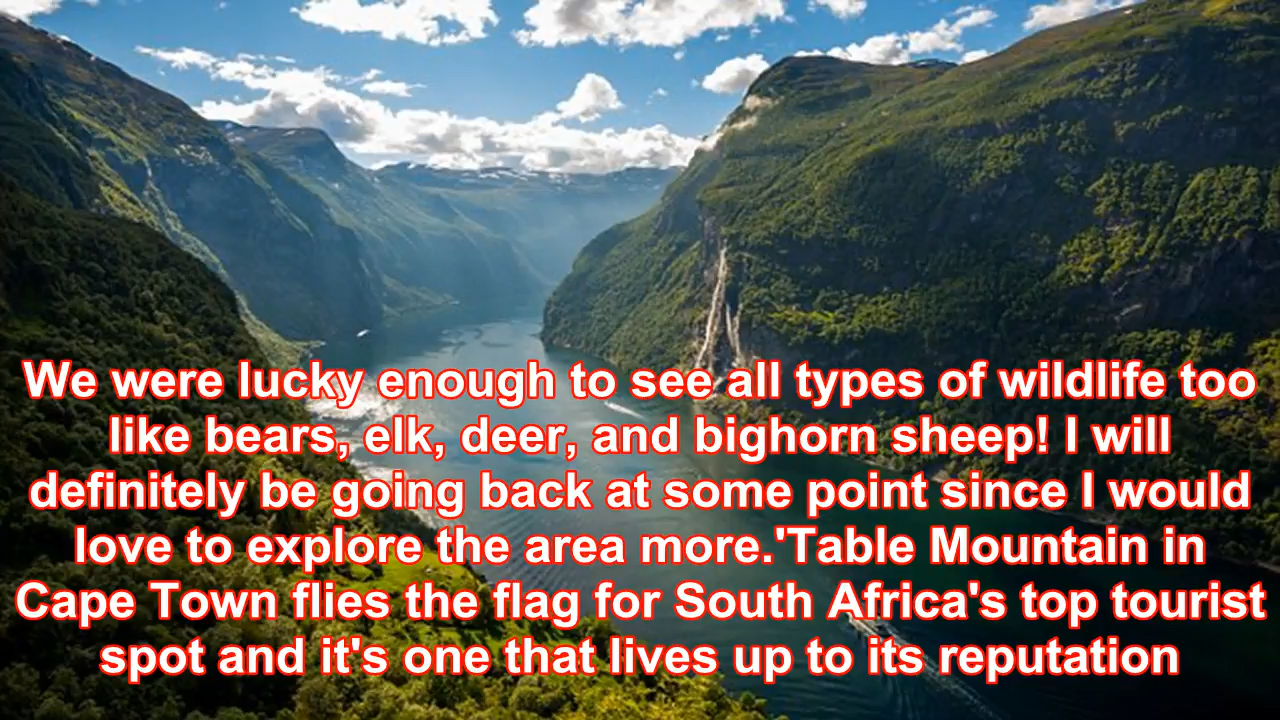 We were lucky enough to see all types of wildlife too
like bears, elk, deer, and bighorn sheep! I will
definitely be going back at some point since I would
love to explore the area more.'Table Mountain in
Cape Town flies the flag for South Africa's top tourist
spot and it's one that lives up to its reputation